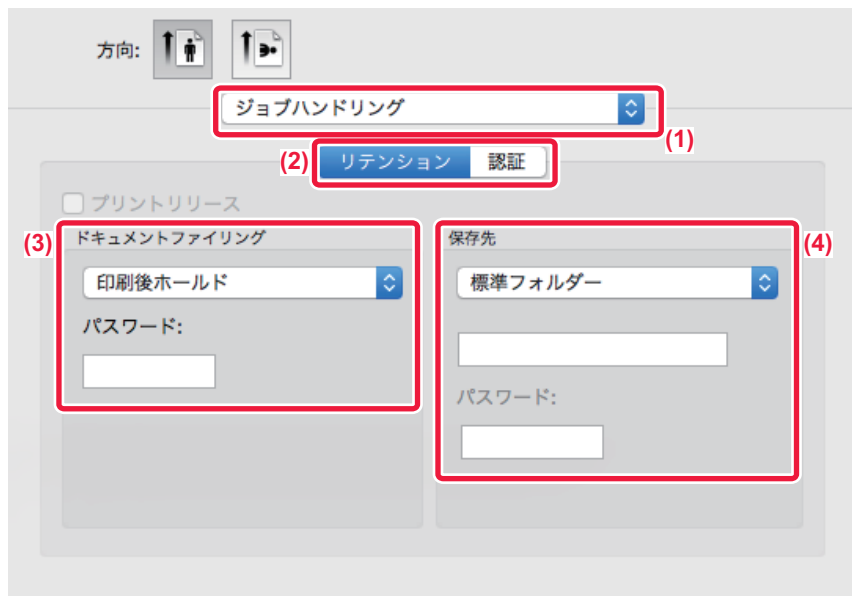 方向:
ジョブハンドリング
(1)
(2)
リテンション 認証
プリントリリース
(3)
ドキュメントファイリング
印刷後ホールド
パスワード:
保存先
(4)
標準フォルダー
パスワード: